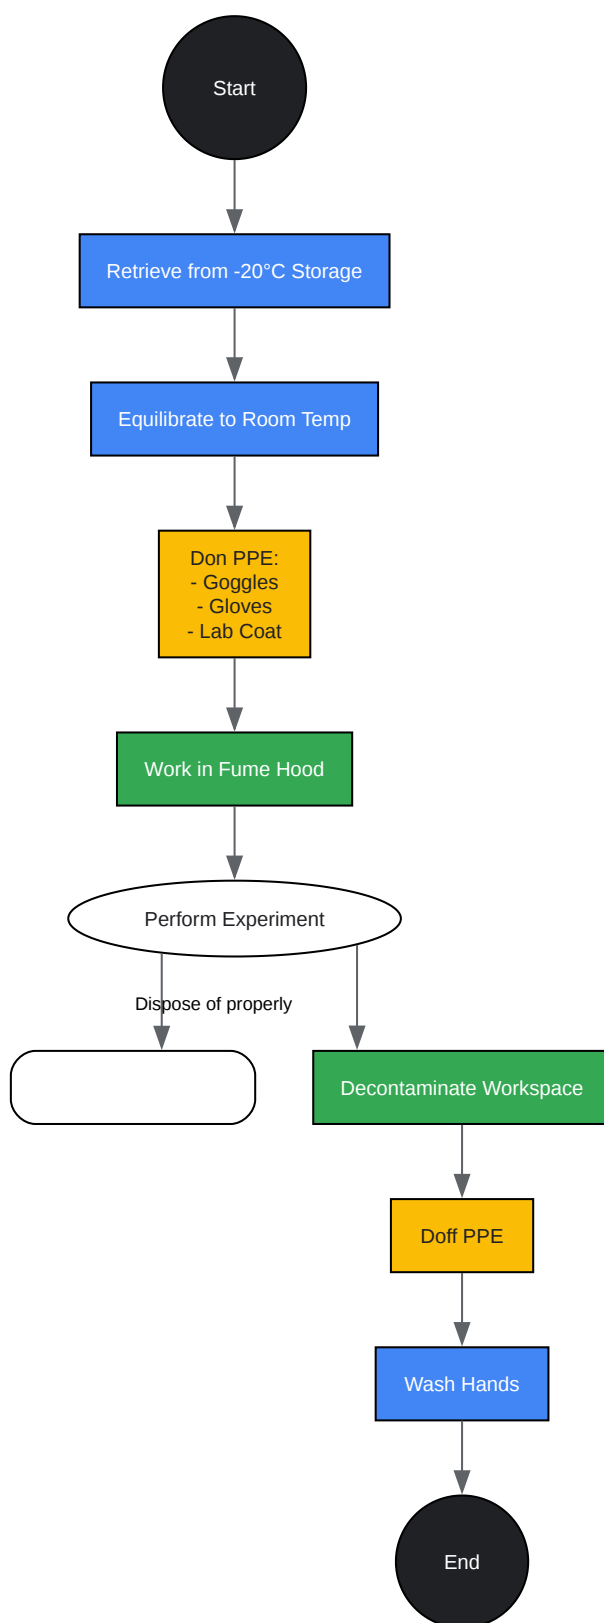 Start
Retrieve from -20°C Storage
Equilibrate to Room Temp
Don PPE:
- Goggles
- Gloves
- Lab Coat
Work in Fume Hood
Perform Experiment
Dispose of properly
Decontaminate Workspace
Doff PPE
Wash Hands
End